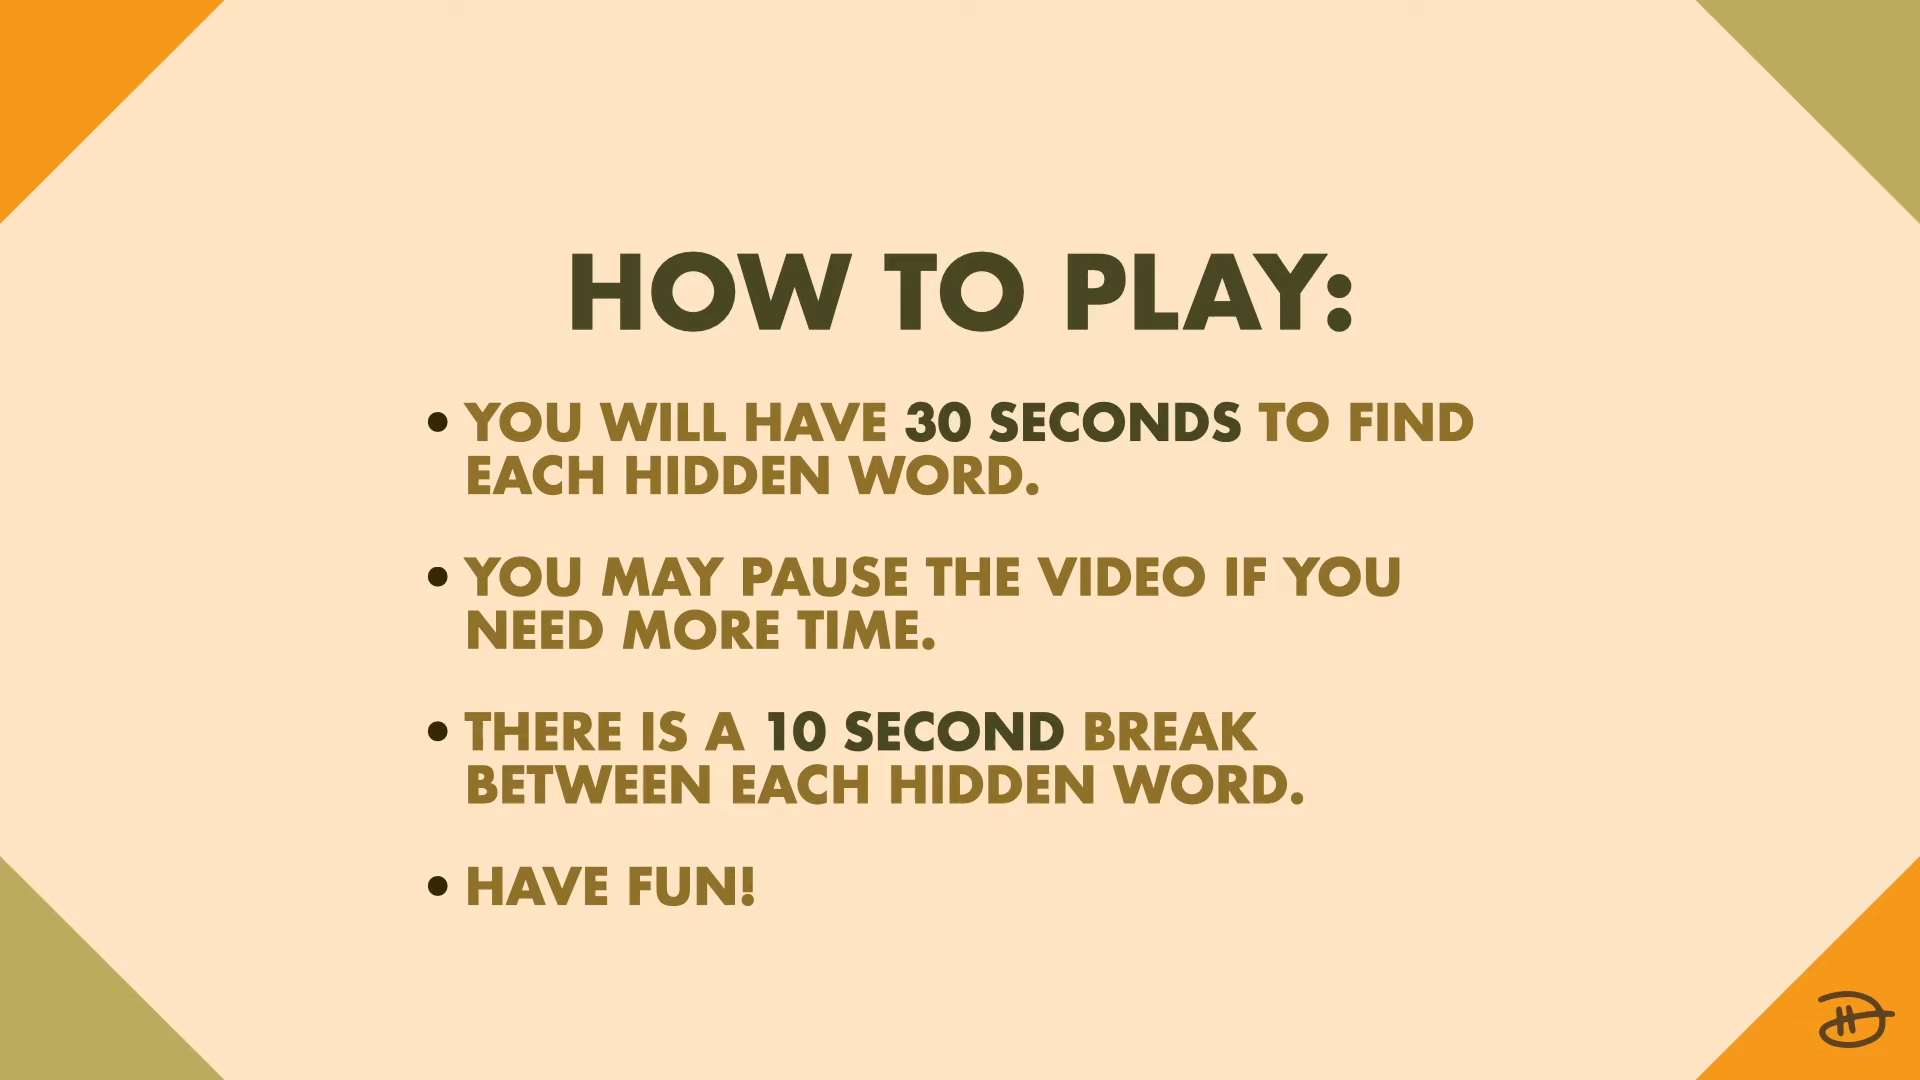 HOW TO PLAY:
• YOU WILL HAVE 30 SECONDS TO FIND
EACH HIDDEN WORD.
• YOU MAY PAUSE THE VIDEO IF YOU
NEED MORE TIME.
• THERE IS A 10 SECOND BREAK
BETWEEN EACH HIDDEN WORD.
• HAVE FUN!